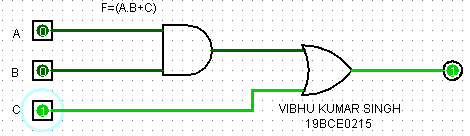 F=(A.B+C)
A 0
B 0
C 1
1
VIBHU KUMAR SINGH
19BCE0215